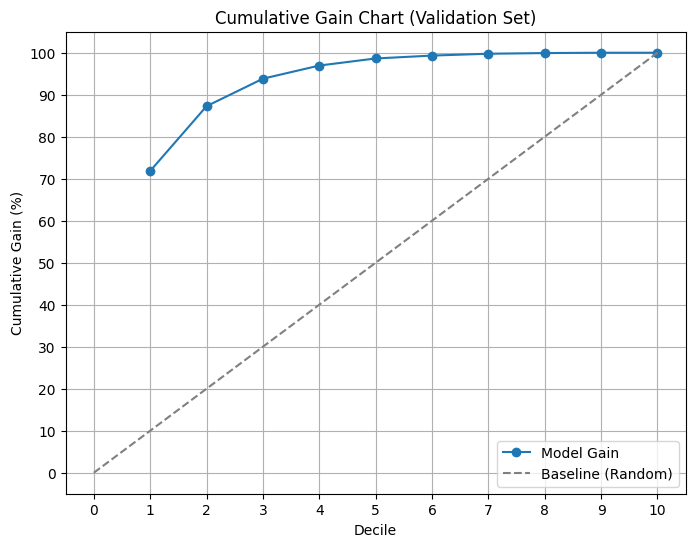 Cumulative Gain Chart (Validation Set)
Cumulative Gain (%)
100
90
80
70
60
50
40
30
20
10
0
Model Gain
Baseline (Random)
0 1 2 3 4 5 6 7 8 9 10
Decile